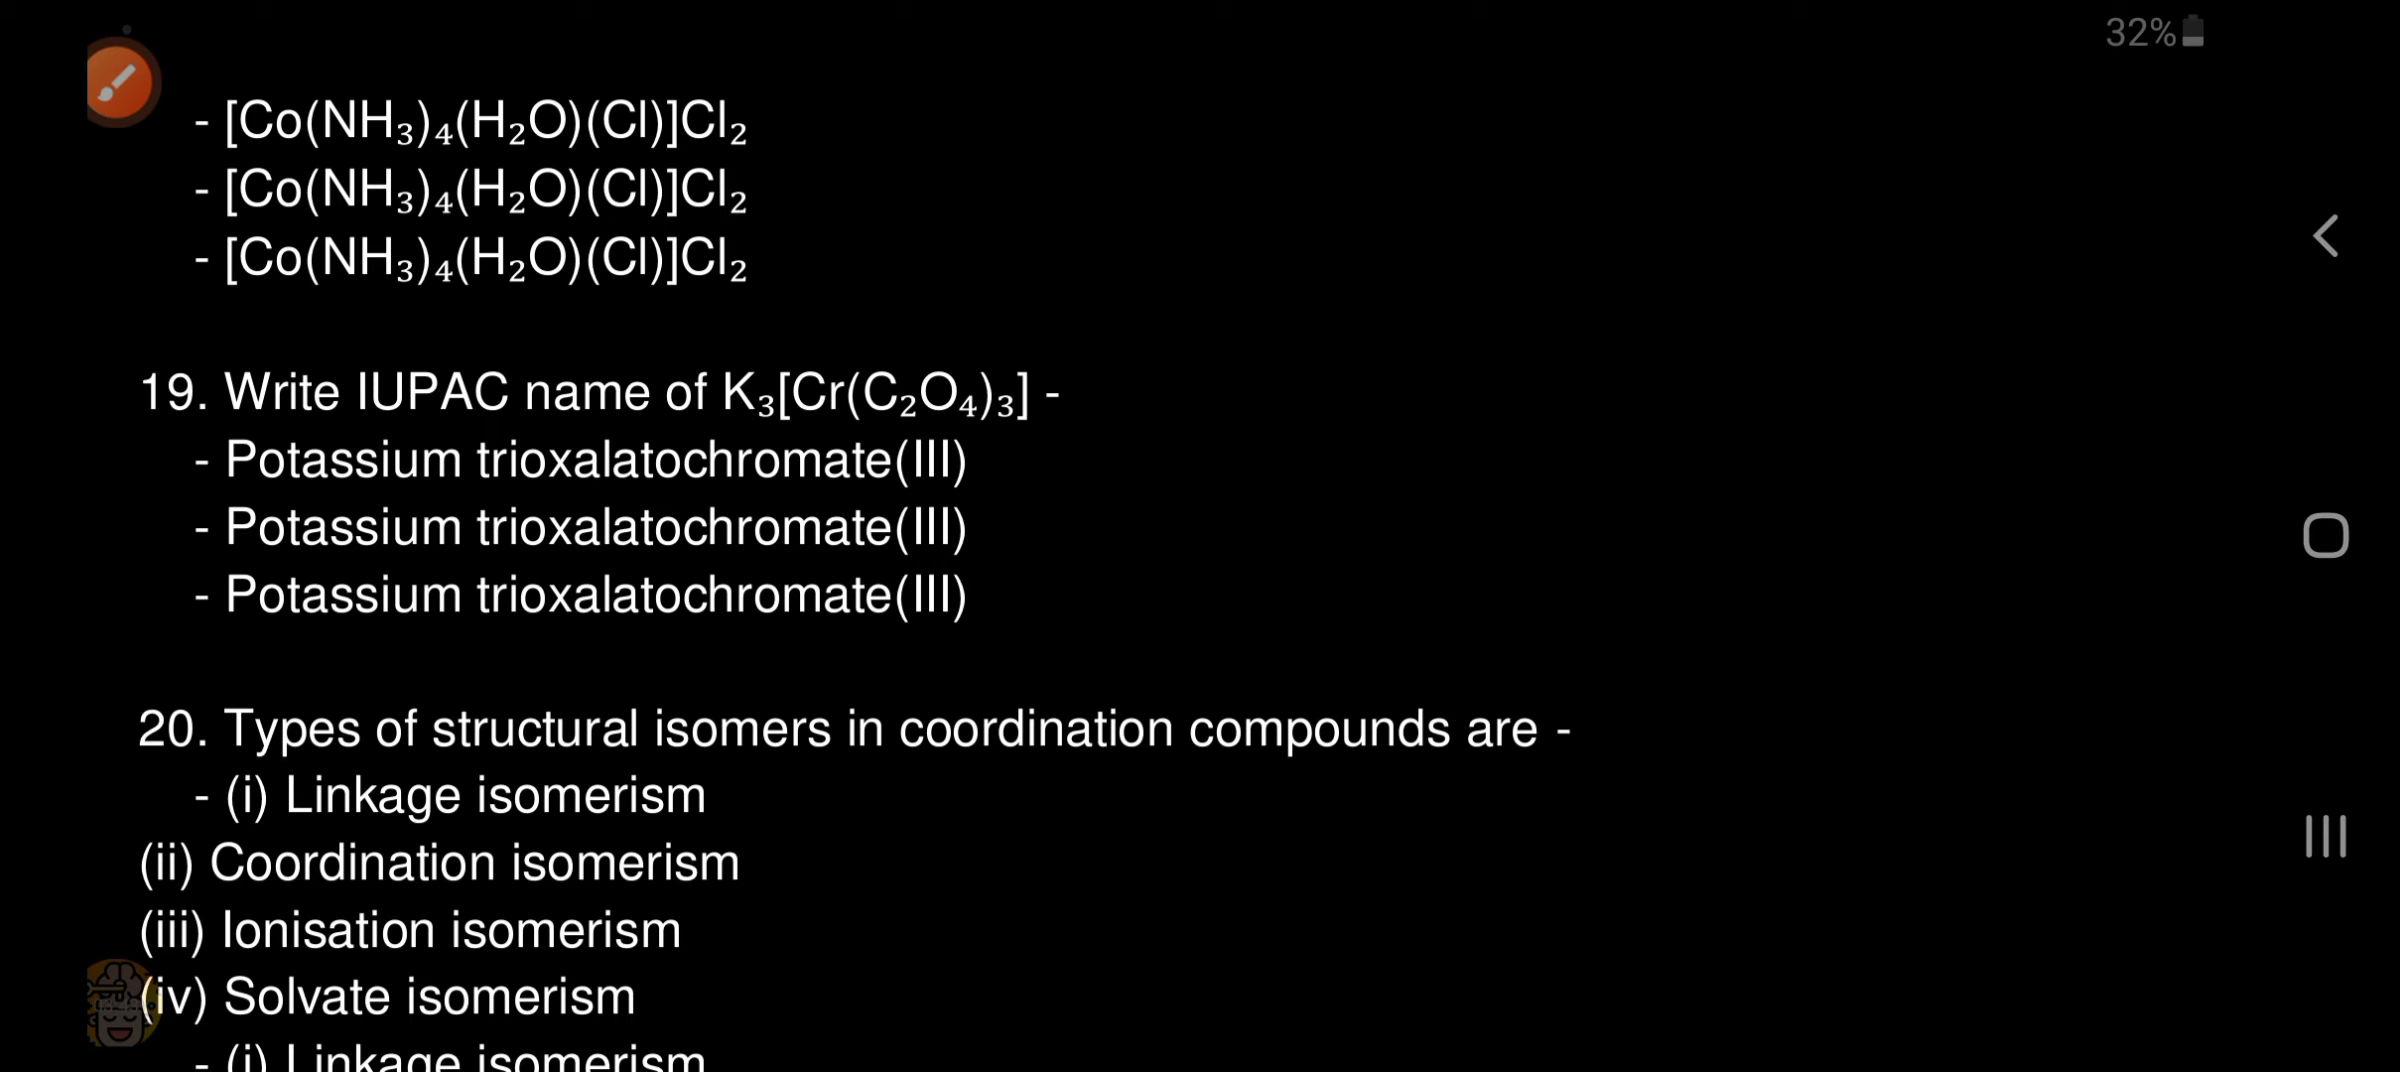 32%
- [Co(NH₃)₄(H₂O)(Cl)]Cl₂
- [Co(NH₃)₄(H₂O)(Cl)]Cl₂
- [Co(NH₃)₄(H₂O)(Cl)]Cl₂
19. Write IUPAC name of K₃[Cr(C₂O₄)₃] -
- Potassium trioxalatochromate(III)
- Potassium trioxalatochromate(III)
- Potassium trioxalatochromate(III)
20. Types of structural isomers in coordination compounds are -
- (i) Linkage isomerism
(ii) Coordination isomerism
(iii) Ionisation isomerism
(iv) Solvate isomerism
- (i) Linkage isomerism